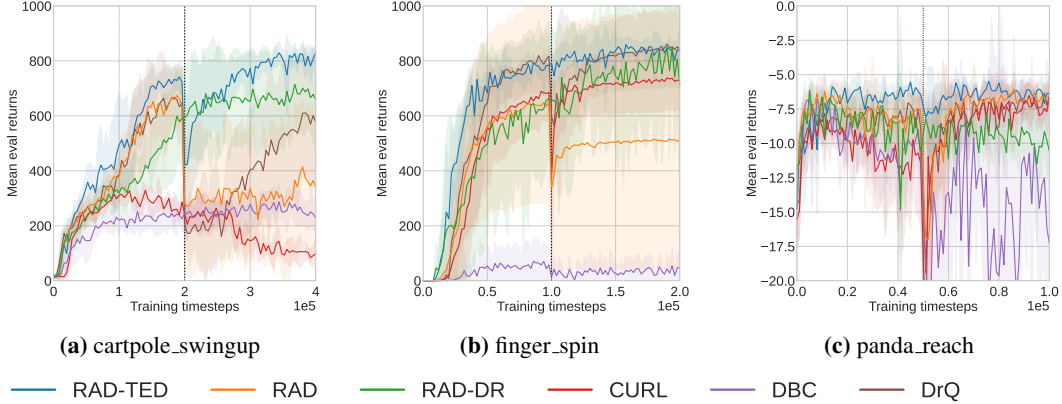 1000
800
600
400
200
0
Mean eval returns
0
1
2
3
4
Training timesteps
1e5
1000
800
600
400
200
0
Mean eval returns
0.0
0.5
1.0
1.5
2.0
Training timesteps
1e5
0.0
−2.5
−5.0
−7.5
−10.0
−12.5
−15.0
−17.5
−20.0
Mean eval returns
0.0
0.2
0.4
0.6
0.8
1.0
Training timesteps
1e5
(a) cartpole_swingup
(b) finger_spin
(c) panda_reach
RAD-TED RAD RAD-DR CURL DBC DrQ